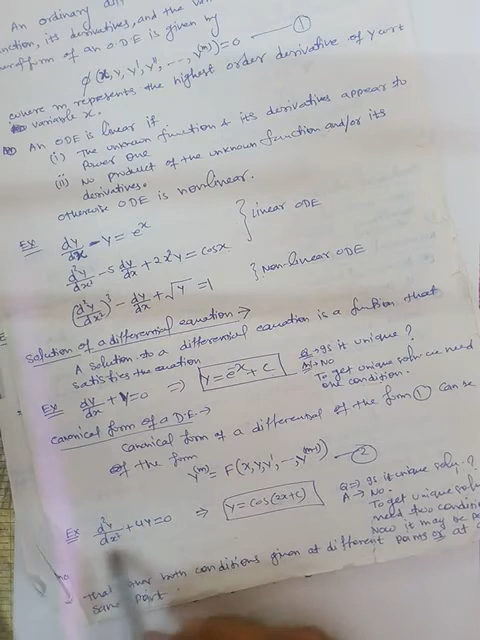 An ordinary
function, its derivatives, and the
form of an O.D.E is given by
φ(x, y, y', y'', --, y^(m)) = 0 — ①
where m represents the highest order derivative of y wrt
variable x.
An ODE is linear if
(i) The unknown function & its derivatives appear to
Power one
(ii) No product of the unknown function and/or its
derivatives.
otherwise ODE is nonlinear.
Ex dy/dx - y = e^x
d²y/dx² - 5 dy/dx + 2x²y = cosx } Linear ODE
(d²y/dx²)³ - dy/dx + √y = 1 } Non-linear ODE
Solution of a differential equation →
A solution to a differential equation is a function that
satisfies the equation
Ex dy/dx + y = 0 ⇒ y = e^-x + c
Q → Is it unique?
A → No
To get unique soln we need
one condition.
Canonical form of a D.E. →
Canonical form of a differential of the form ① can be
of the form
y^(m) = F(x, y, y', --, y^(m-1)) — ②
Ex d²y/dx² + 4y = 0 ⇒ y = cos(2x+c)
Q ⇒ Is it unique soln.?
A → No.
To get unique soln
need two conditio
Now it may be
both conditions given at different points or at
same